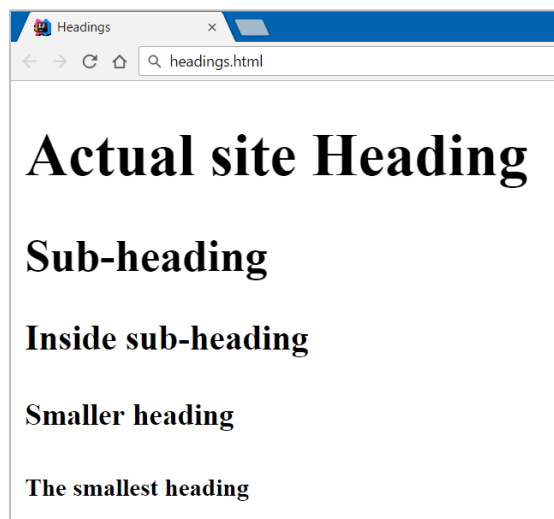 Headings
headings.html
Actual site Heading
Sub-heading
Inside sub-heading
Smaller heading
The smallest heading